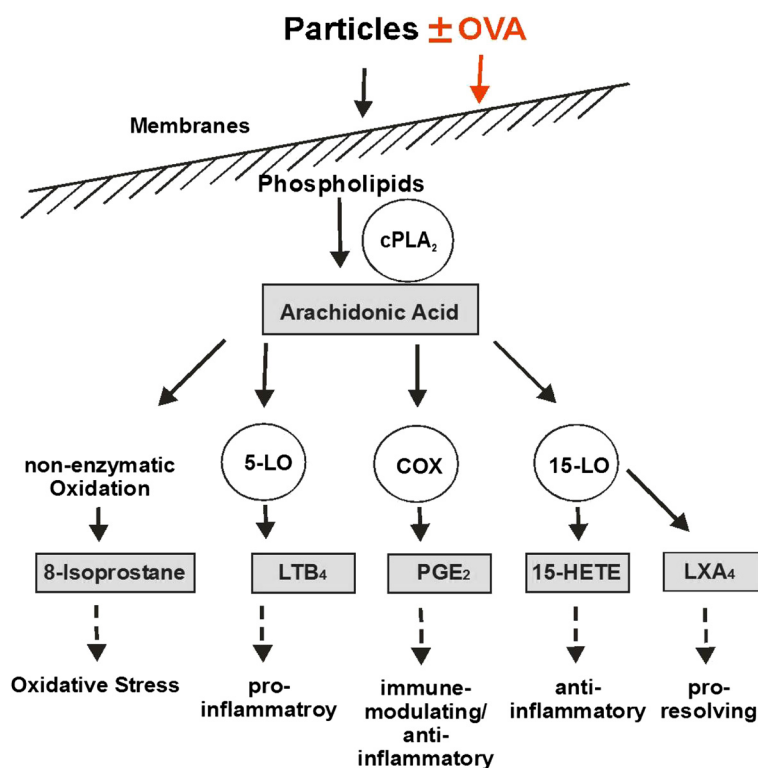 Particles ± OVA
Membranes
Phospholipids
cPLA₂
Arachidonic Acid
non-enzymatic
Oxidation
5-LO
COX
15-LO
8-Isoprostane
LTB₄
PGE₂
15-HETE
LXA₄
Oxidative Stress
pro-
inflammatroy
immune-
modulating/
anti-
inflammatory
anti-
inflammatory
pro-
resolving